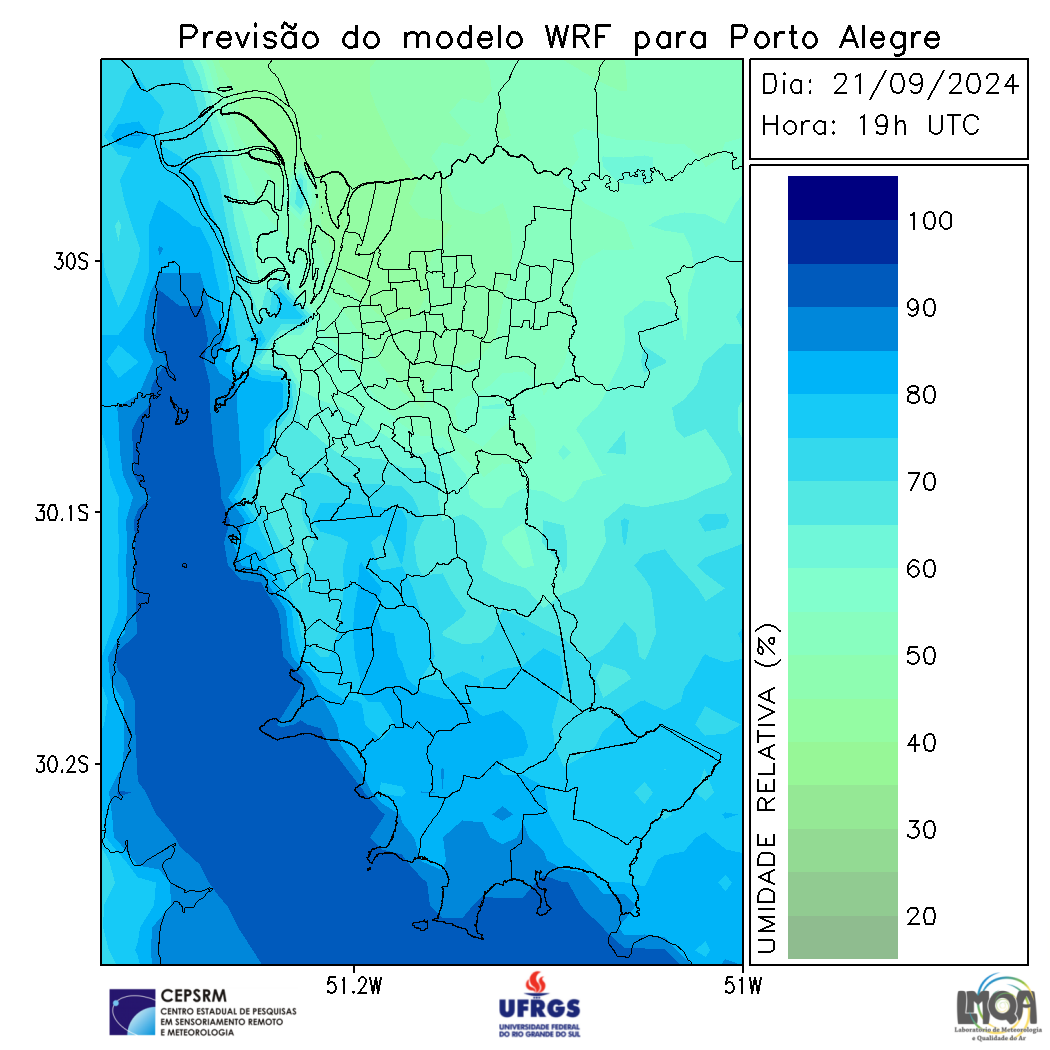 Previsão do modelo WRF para Porto Alegre
Dia: 21/09/2024
Hora: 19h UTC
30S
30.1S
30.2S
51.2W
51W
100
90
80
70
60
50
40
30
20
UMIDADE RELATIVA (%)
CEPSRM
CENTRO ESTADUAL DE PESQUISAS
EM SENSORIAMENTO REMOTO
E METEOROLOGIA
UFRGS
UNIVERSIDADE FEDERAL
DO RIO GRANDE DO SUL
LMQA
Laboratório de Meteorologia
e Qualidade do Ar